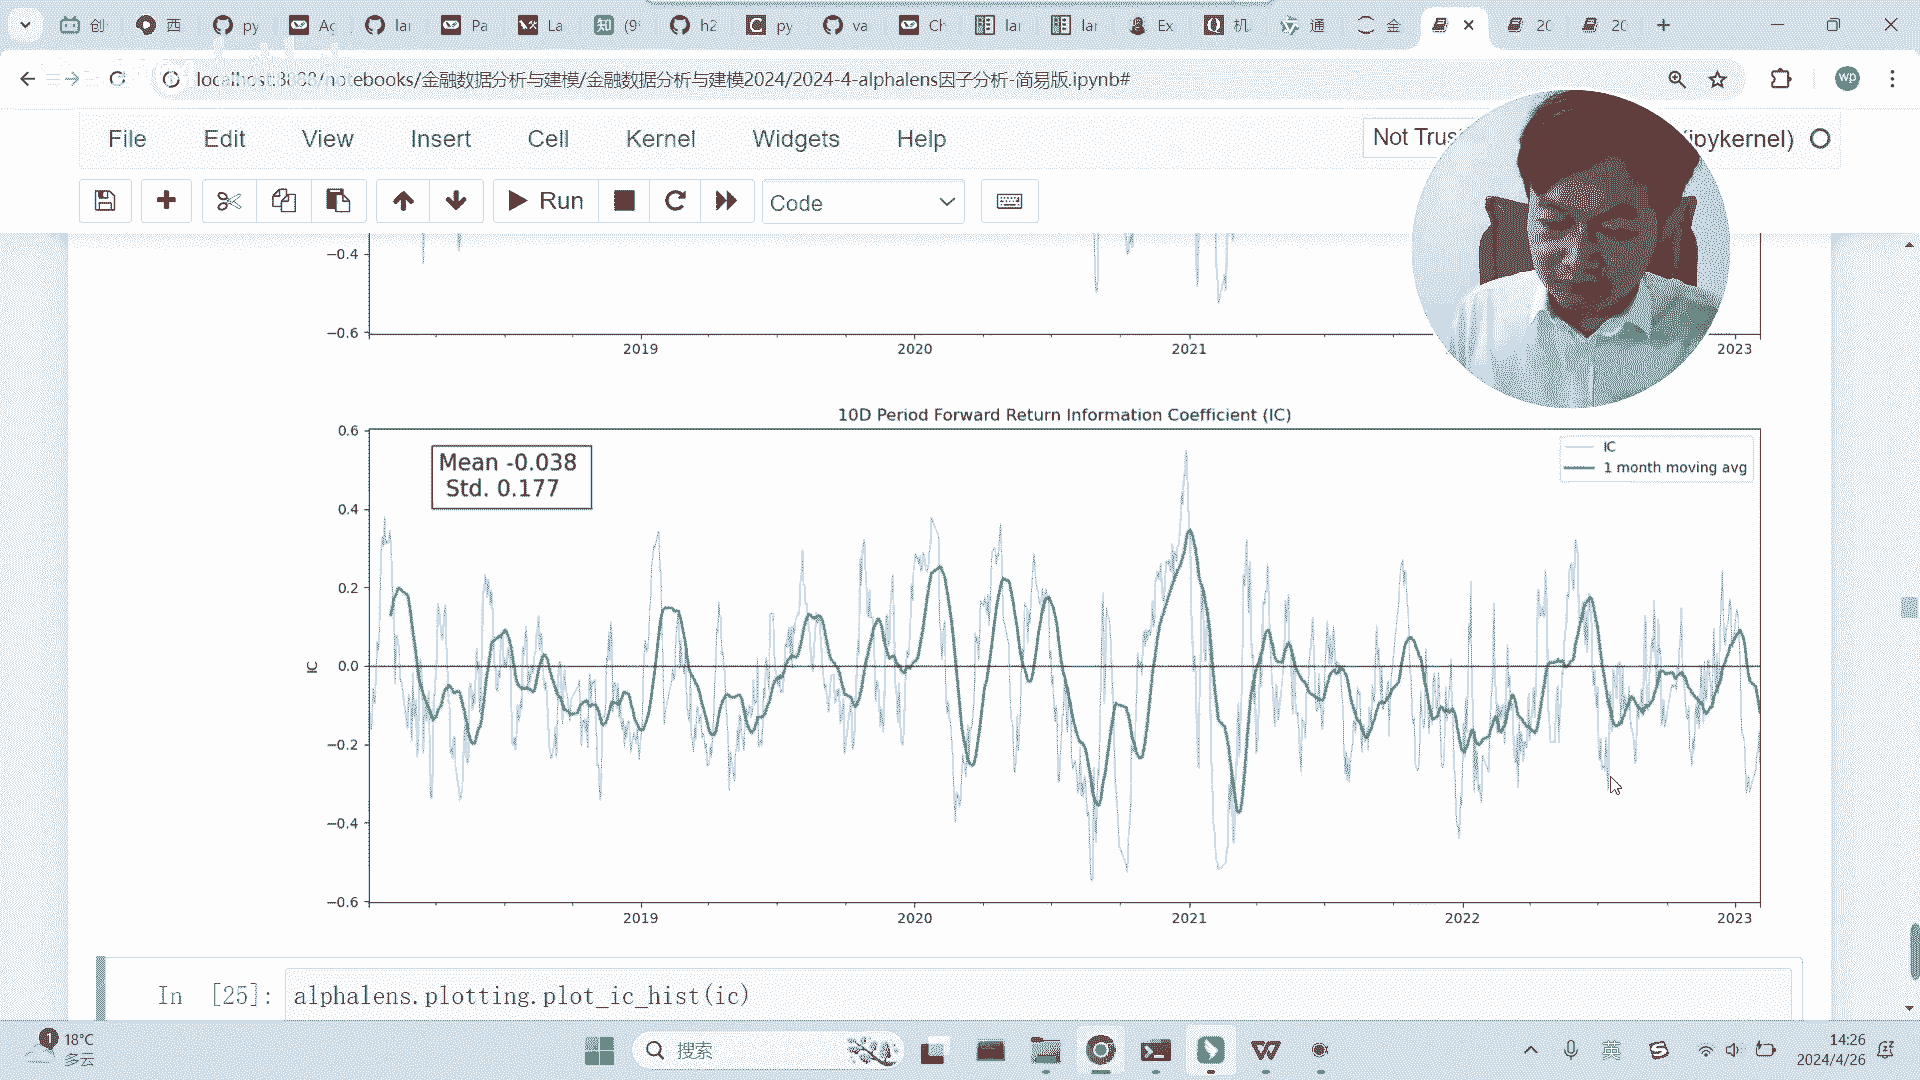 创 西 py Ac lar Pa La (9 h2 py va Ch lar lar Ex 机 通 金 20 20
localhost:8888/notebooks/金融数据分析与建模/金融数据分析与建模2024/2024-4-alphalens因子分析-简易版.ipynb#
wp
File Edit View Insert Cell Kernel Widgets Help
Not Trus ipykernel)
Run Code
−0.4
−0.6
2019 2020 2021 2023
10D Period Forward Return Information Coefficient (IC)
Mean -0.038
Std. 0.177
IC
1 month moving avg
0.6
0.4
0.2
0.0
−0.2
−0.4
−0.6
IC
2019 2020 2021 2022 2023
In [25]: alphalens.plotting.plot_ic_hist(ic)
1 18°C
多云
搜索
英
14:26
2024/4/26